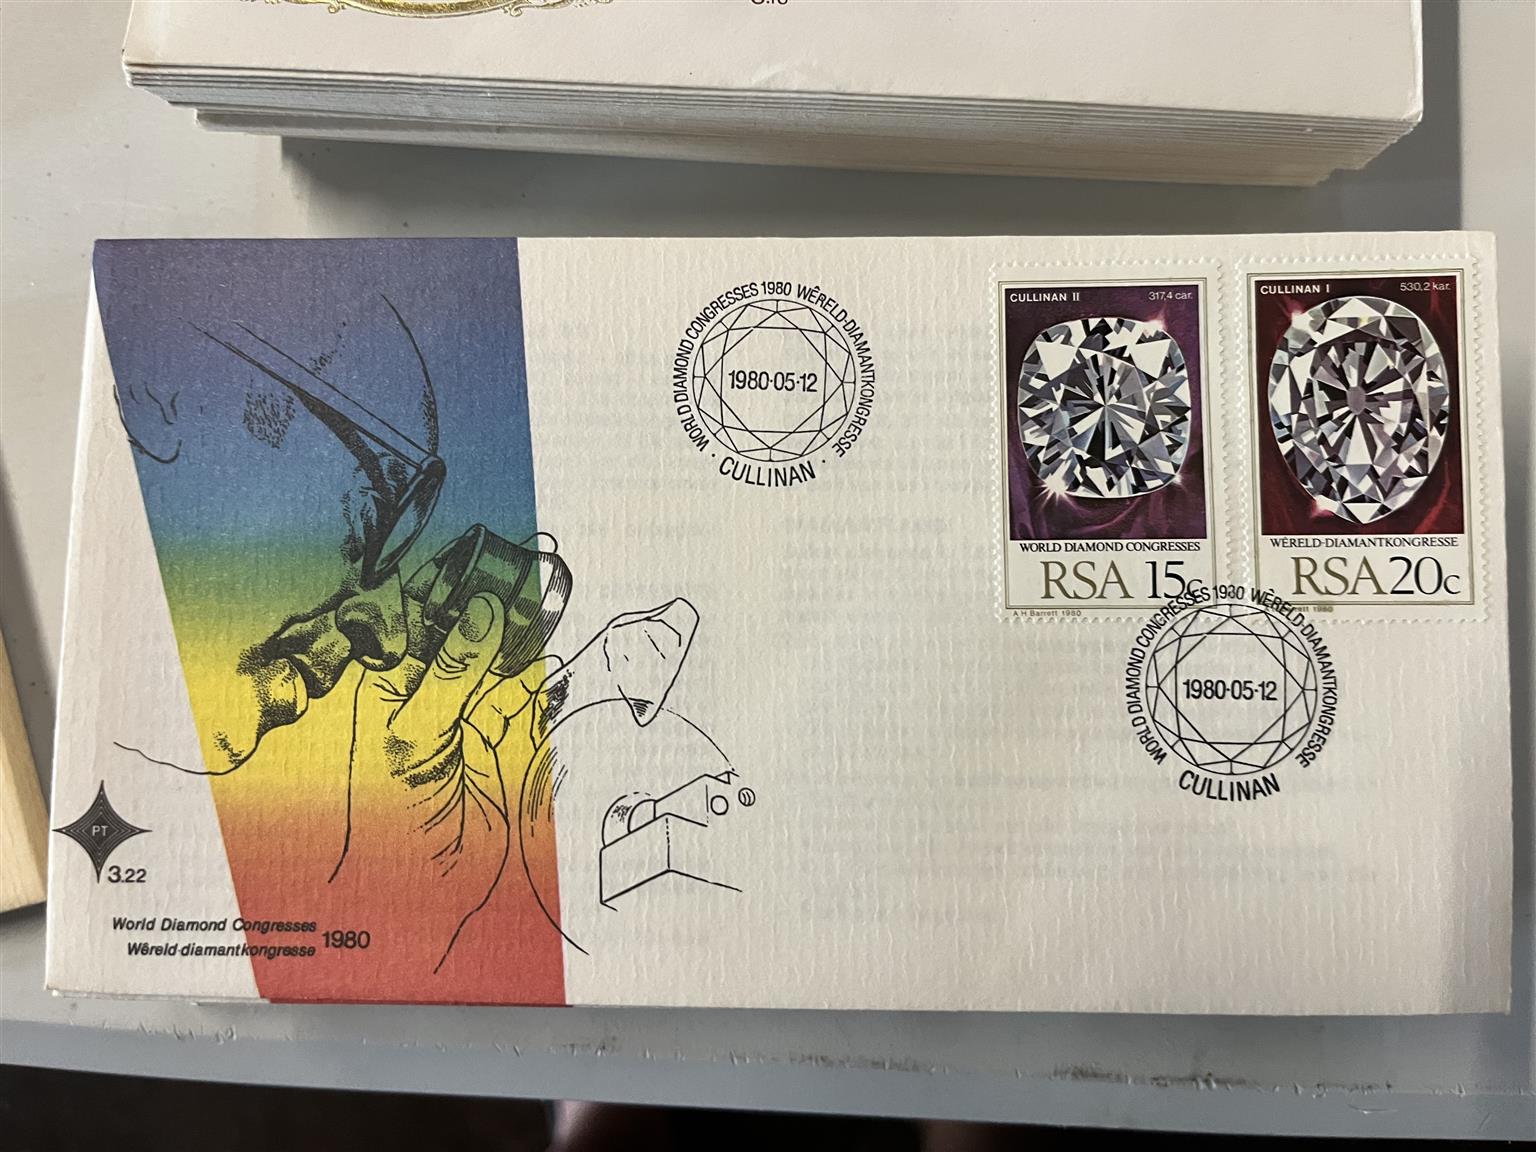 WORLD DIAMOND CONGRESSES 1980 WÊRELD-DIAMANTKONGRESSE
1980-05-12
· CULLINAN ·
CULLINAN II 317,4 car.
WORLD DIAMOND CONGRESSES
RSA 15c
A H Barrett 1980
CULLINAN I 530,2 kar.
WÊRELD-DIAMANTKONGRESSE
RSA 20c
1980
WORLD DIAMOND CONGRESSES 1980 WÊRELD-DIAMANTKONGRESSE
1980-05-12
CULLINAN
PT
3.22
World Diamond Congresses
Wêreld-diamantkongresse 1980